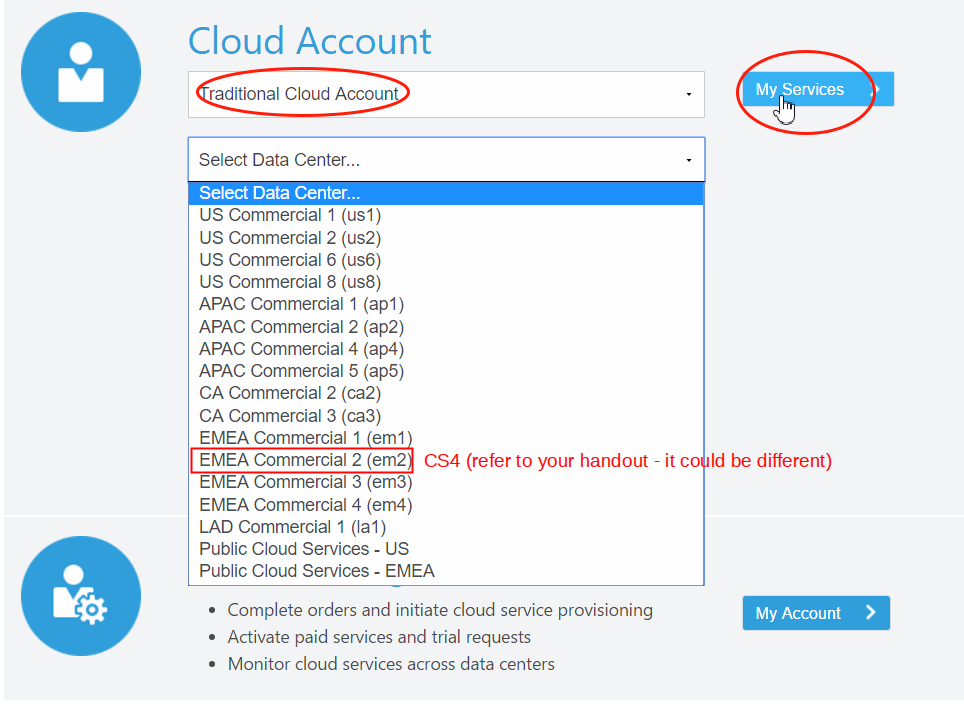 Cloud Account
Traditional Cloud Account
My Services
Select Data Center...
Select Data Center...
US Commercial 1 (us1)
US Commercial 2 (us2)
US Commercial 6 (us6)
US Commercial 8 (us8)
APAC Commercial 1 (ap1)
APAC Commercial 2 (ap2)
APAC Commercial 4 (ap4)
APAC Commercial 5 (ap5)
CA Commercial 2 (ca2)
CA Commercial 3 (ca3)
EMEA Commercial 1 (em1)
EMEA Commercial 2 (em2) CS4 (refer to your handout - it could be different)
EMEA Commercial 3 (em3)
EMEA Commercial 4 (em4)
LAD Commercial 1 (la1)
Public Cloud Services - US
Public Cloud Services - EMEA
• Complete orders and initiate cloud service provisioning
• Activate paid services and trial requests
• Monitor cloud services across data centers
My Account